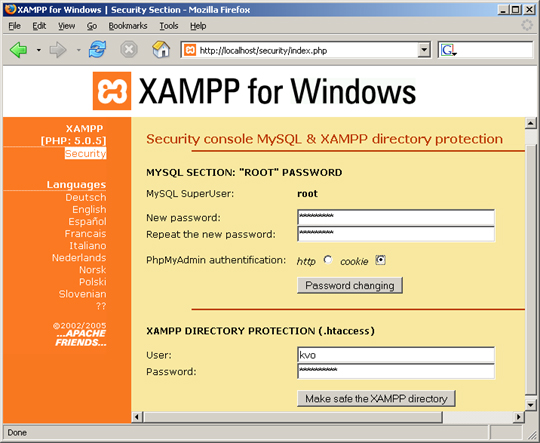 XAMPP for Windows | Security Section - Mozilla Firefox
File Edit View Go Bookmarks Tools Help
http://localhost/security/index.php
G
XAMPP for Windows
XAMPP
[PHP: 5.0.5]
Security
Languages
Deutsch
English
Español
Francais
Italiano
Nederlands
Norsk
Polski
Slovenian
??
©2002/2005
...APACHE
FRIENDS...
Security console MySQL & XAMPP directory protection
MYSQL SECTION: "ROOT" PASSWORD
MySQL SuperUser: root
New password: *********
Repeat the new password: *********
PhpMyAdmin authentification: http cookie
Password changing
XAMPP DIRECTORY PROTECTION (.htaccess)
User: kvo
Password: **********
Make safe the XAMPP directory
Done